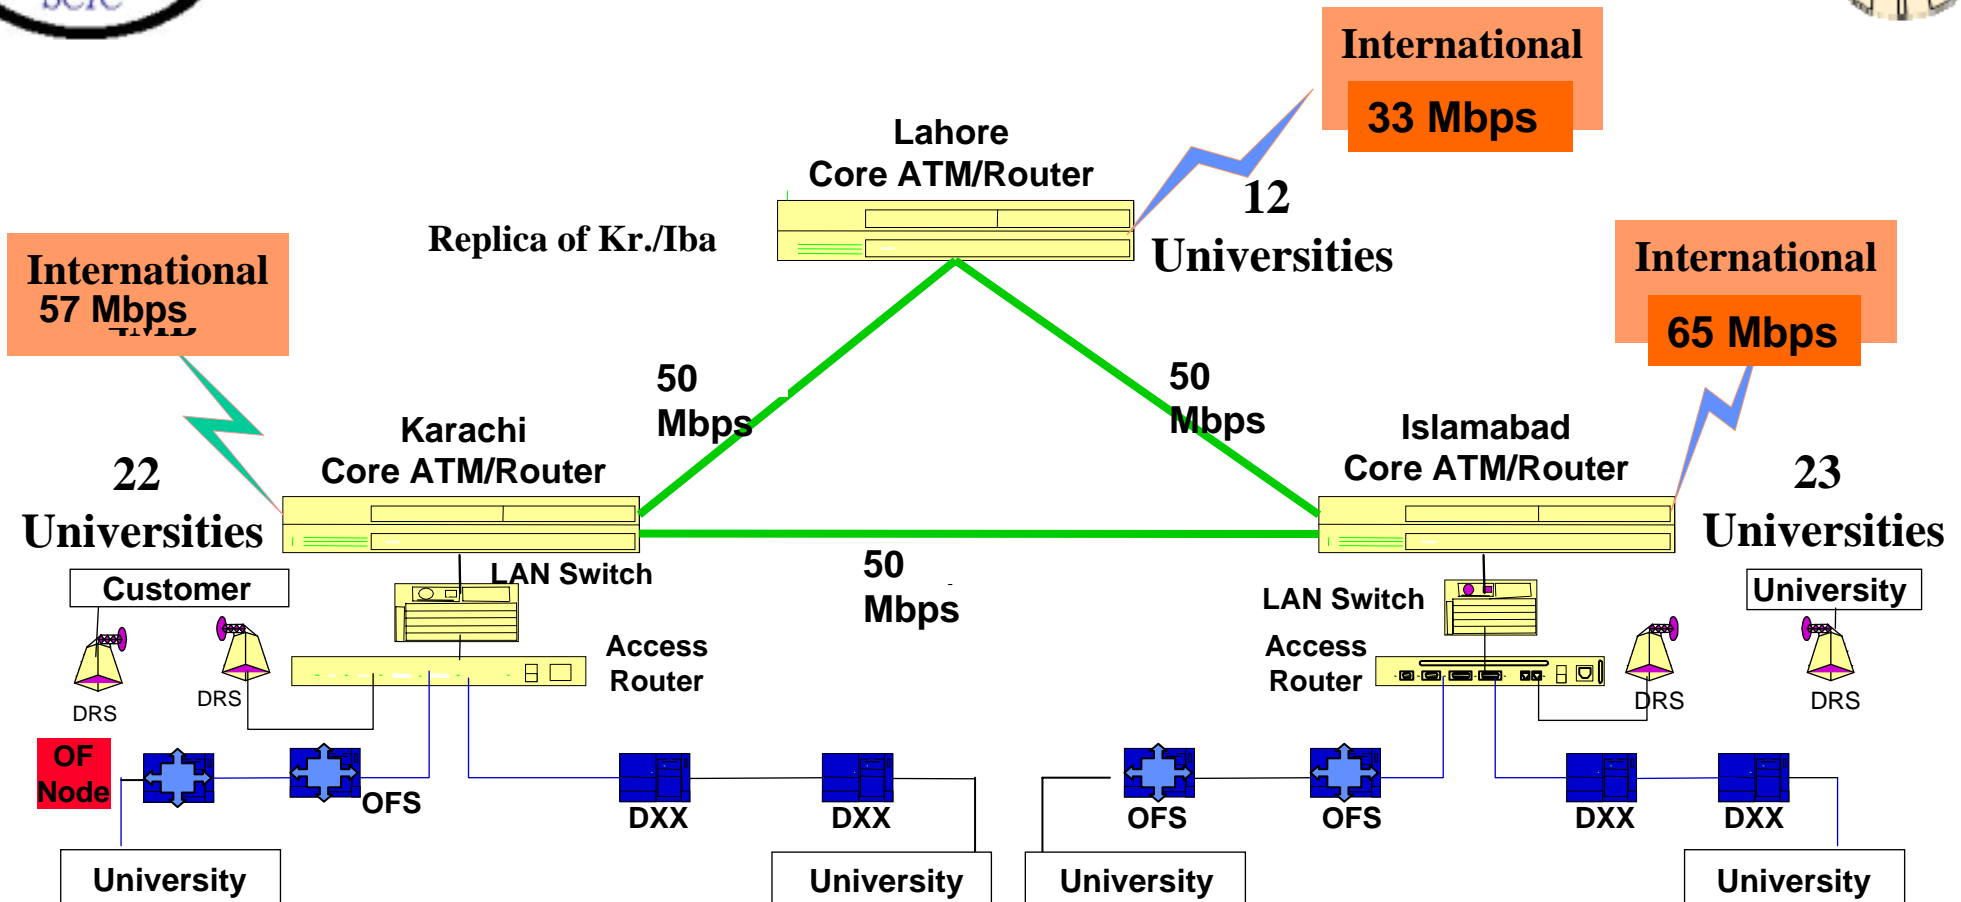 SCIC
International
33 Mbps
Lahore
Core ATM/Router
12
Universities
Replica of Kr./Iba
International
57 Mbps
International
65 Mbps
50
Mbps
50
Mbps
Karachi
Core ATM/Router
Islamabad
Core ATM/Router
22
Universities
23
Universities
50
Mbps
LAN Switch
Customer
LAN Switch
University
Access
Router
Access
Router
DRS
DRS
DRS
DRS
OF
Node
OFS
DXX
DXX
OFS
OFS
DXX
DXX
University
University
University
University